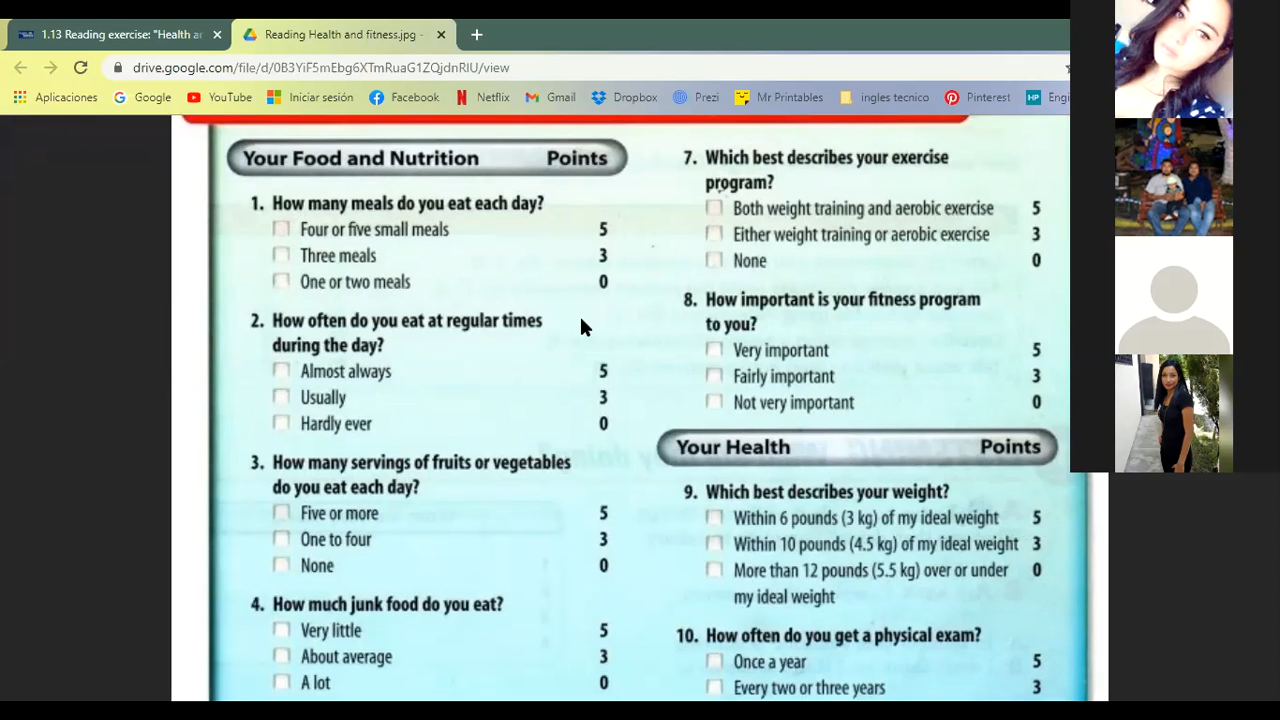 1.13 Reading exercise: "Health a
Reading Health and fitness.jpg -
drive.google.com/file/d/0B3YiF5mEbg6XTmRuaG1ZQjdnRlU/view
Aplicaciones Google YouTube Iniciar sesión Facebook Netflix Gmail Dropbox Prezi Mr Printables ingles tecnico Pinterest HP Engl
Your Food and Nutrition Points
1. How many meals do you eat each day?
Four or five small meals 5
Three meals 3
One or two meals 0
2. How often do you eat at regular times
during the day?
Almost always 5
Usually 3
Hardly ever 0
3. How many servings of fruits or vegetables
do you eat each day?
Five or more 5
One to four 3
None 0
4. How much junk food do you eat?
Very little 5
About average 3
A lot 0
7. Which best describes your exercise
program?
Both weight training and aerobic exercise 5
Either weight training or aerobic exercise 3
None 0
8. How important is your fitness program
to you?
Very important 5
Fairly important 3
Not very important 0
Your Health Points
9. Which best describes your weight?
Within 6 pounds (3 kg) of my ideal weight 5
Within 10 pounds (4.5 kg) of my ideal weight 3
More than 12 pounds (5.5 kg) over or under 0
my ideal weight
10. How often do you get a physical exam?
Once a year 5
Every two or three years 3